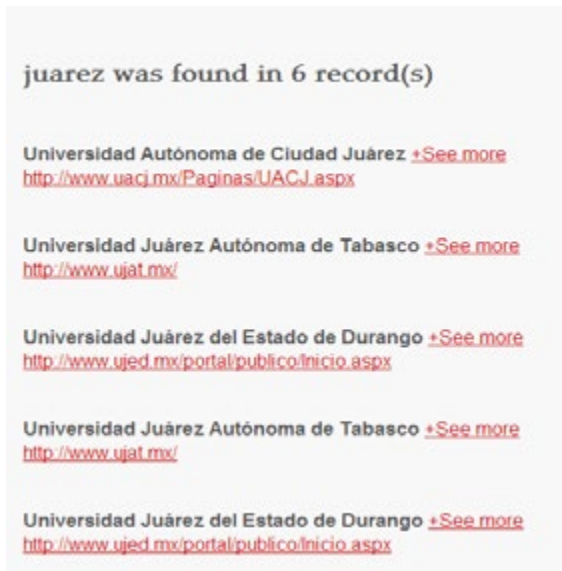 juarez was found in 6 record(s)
Universidad Autónoma de Ciudad Juárez +See more
http://www.uacj.mx/Paginas/UACJ.aspx
Universidad Juárez Autónoma de Tabasco +See more
http://www.ujat.mx/
Universidad Juárez del Estado de Durango +See more
http://www.ujed.mx/portal/publico/Inicio.aspx
Universidad Juárez Autónoma de Tabasco +See more
http://www.ujat.mx/
Universidad Juárez del Estado de Durango +See more
http://www.ujed.mx/portal/publico/Inicio.aspx